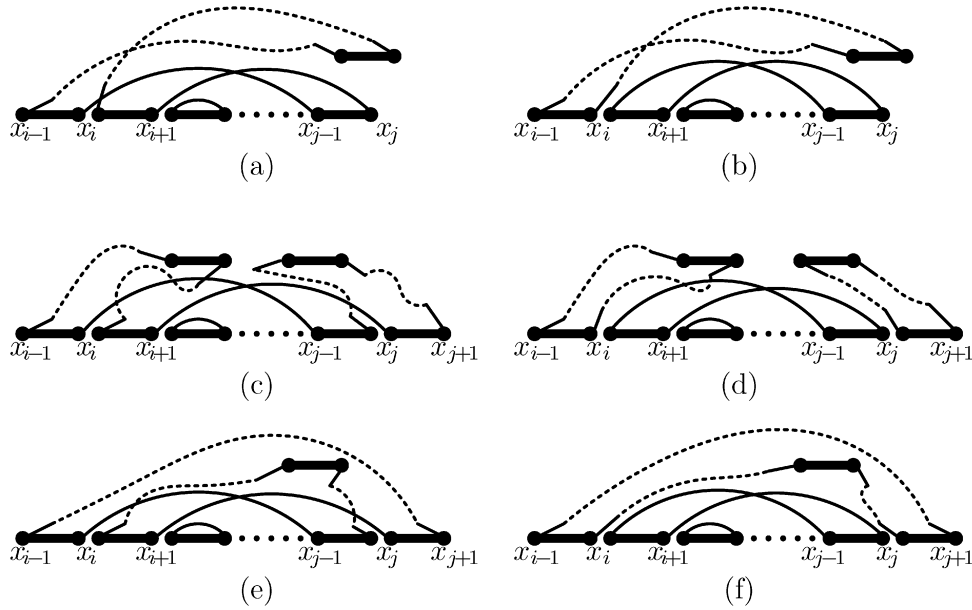 x_{i-1} x_i x_{i+1} x_{j-1} x_j
(a)
x_{i-1} x_i x_{i+1} x_{j-1} x_j
(b)
x_{i-1} x_i x_{i+1} x_{j-1} x_j x_{j+1}
(c)
x_{i-1} x_i x_{i+1} x_{j-1} x_j x_{j+1}
(d)
x_{i-1} x_i x_{i+1} x_{j-1} x_j x_{j+1}
(e)
x_{i-1} x_i x_{i+1} x_{j-1} x_j x_{j+1}
(f)